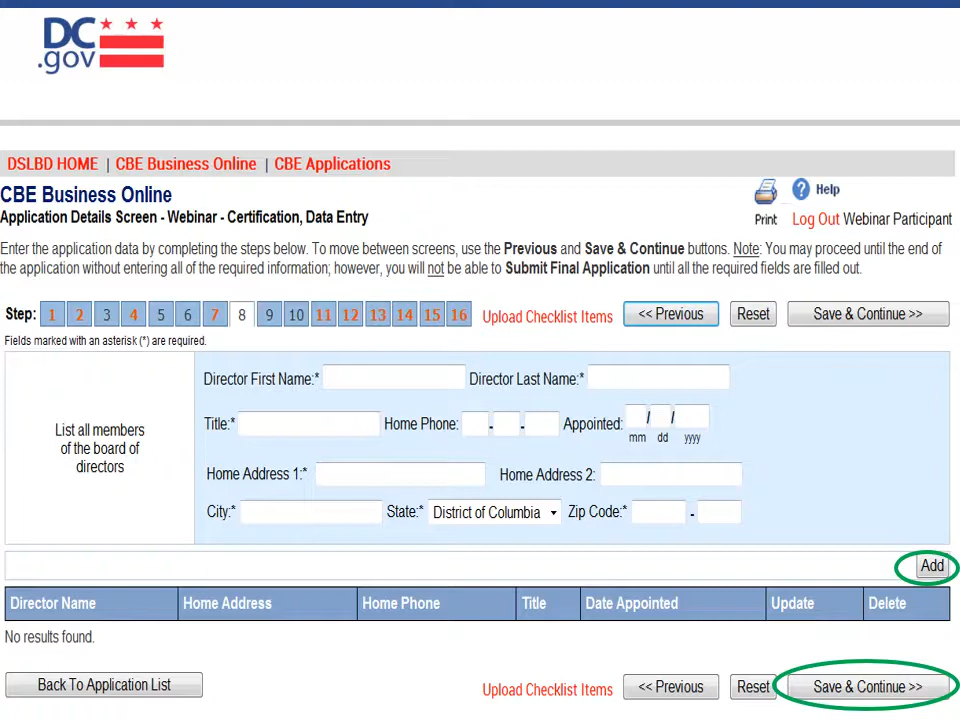 DC
.gov
DSLBD HOME | CBE Business Online | CBE Applications
CBE Business Online
Help
Application Details Screen - Webinar - Certification, Data Entry
Print Log Out Webinar Participant
Enter the application data by completing the steps below. To move between screens, use the Previous and Save & Continue buttons. Note: You may proceed until the end of
the application without entering all of the required information; however, you will not be able to Submit Final Application until all the required fields are filled out.
Step: 1 2 3 4 5 6 7 8 9 10 11 12 13 14 15 16 Upload Checklist Items << Previous Reset Save & Continue >>
Fields marked with an asterisk (*) are required.
List all members
of the board of
directors
Director First Name:* Director Last Name:*
Title:* Home Phone: - - Appointed: / /
mm dd yyyy
Home Address 1:* Home Address 2:
City:* State:* District of Columbia Zip Code:* -
Add
Director Name Home Address Home Phone Title Date Appointed Update Delete
No results found.
Back To Application List Upload Checklist Items << Previous Reset Save & Continue >>